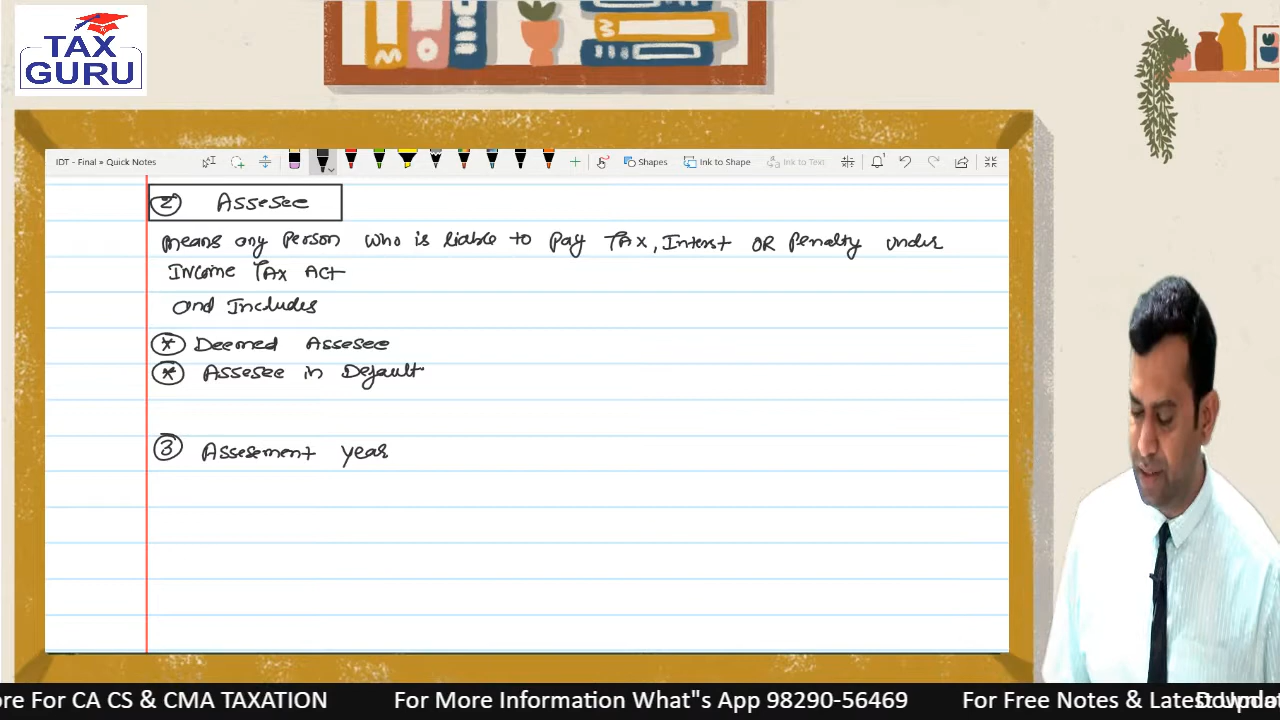 TAX
GURU
IDT - Final » Quick Notes
Shapes
Ink to Shape
Ink to Text
2 Assesee
means any Person who is liable to Pay TAX, Interst OR Penalty under
Income TAX ACT
and Includes
* Deemed Assesee
* Assesee in Default
3 Assesement year
ore For CA CS & CMA TAXATION For More Information What"s App 98290-56469 For Free Notes & Latest